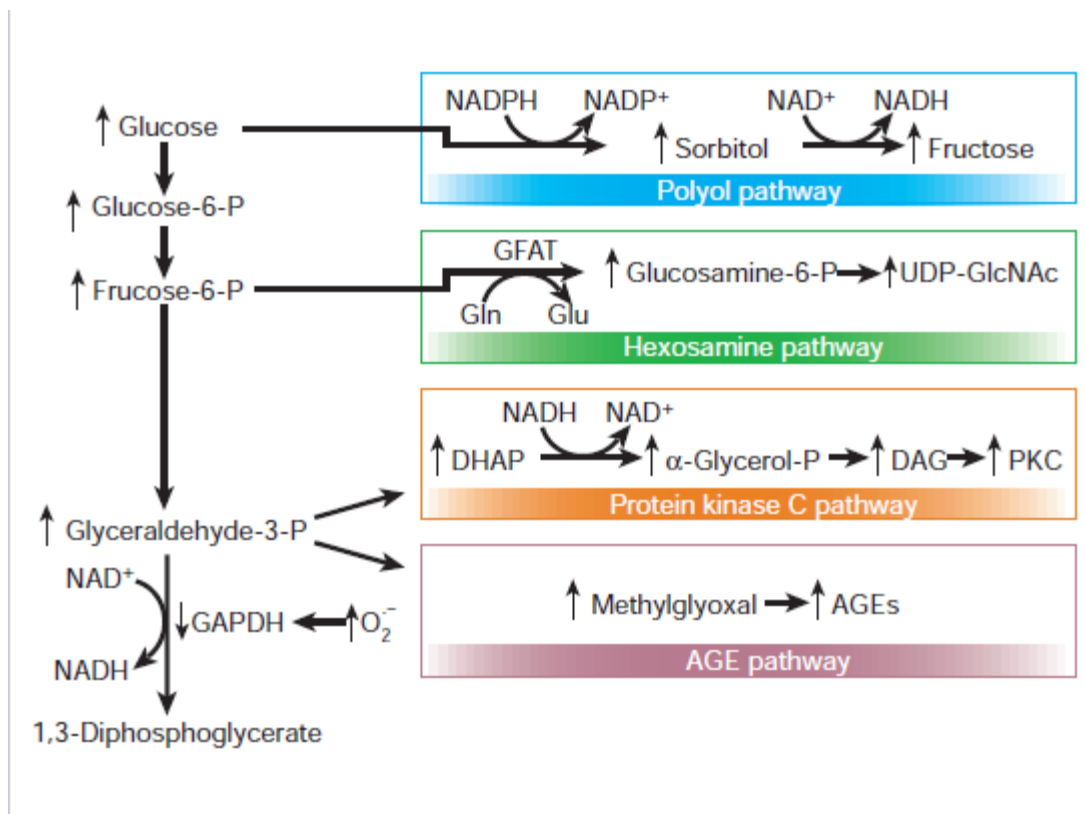 ↑ Glucose
↑ Glucose-6-P
↑ Frucose-6-P
↑ Glyceraldehyde-3-P
NAD⁺
↓ GAPDH
↑ O₂·⁻
NADH
1,3-Diphosphoglycerate
NADPH NADP⁺ NAD⁺ NADH
↑ Sorbitol ↑ Fructose
Polyol pathway
GFAT
↑ Glucosamine-6-P → ↑ UDP-GlcNAc
Gln Glu
Hexosamine pathway
NADH NAD⁺
↑ DHAP → ↑ α-Glycerol-P → ↑ DAG → ↑ PKC
Protein kinase C pathway
↑ Methylglyoxal → ↑ AGEs
AGE pathway